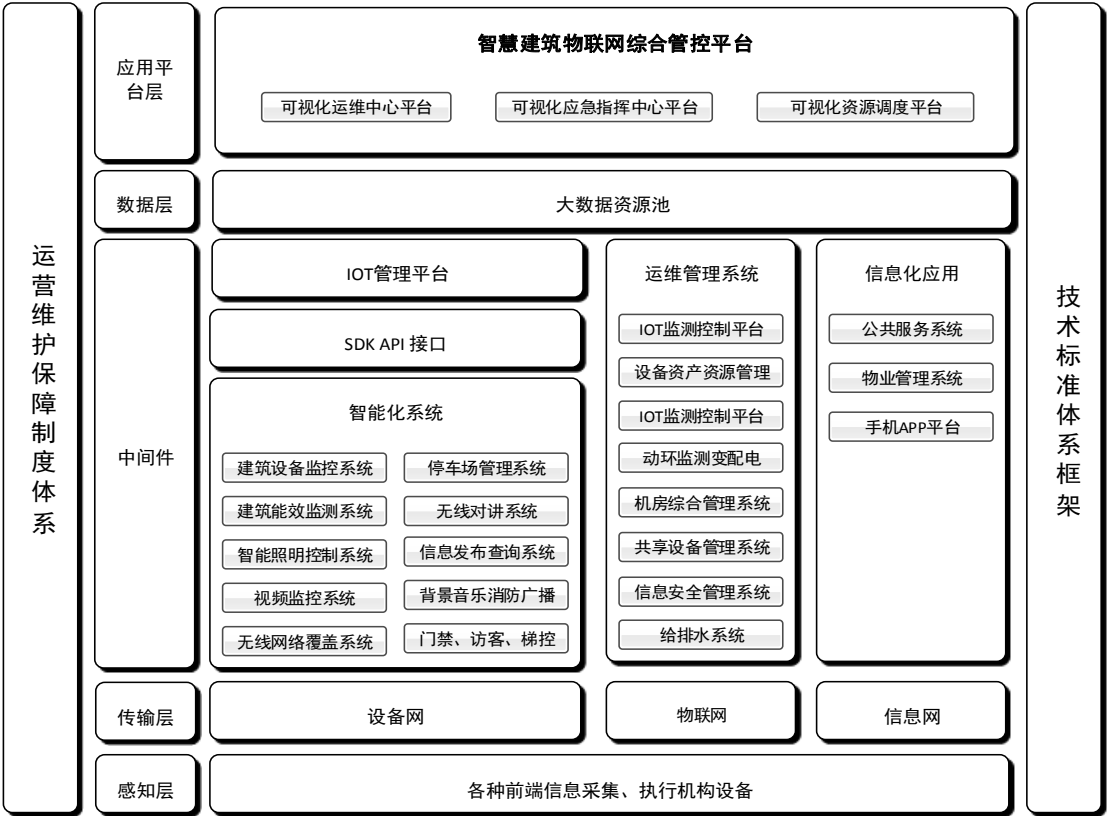 运营维护保障制度体系
应用平
台层
智慧建筑物联网综合管控平台
可视化运维中心平台
可视化应急指挥中心平台
可视化资源调度平台
数据层
大数据资源池
中间件
IOT管理平台
SDK API 接口
智能化系统
建筑设备监控系统
停车场管理系统
建筑能效监测系统
无线对讲系统
智能照明控制系统
信息发布查询系统
视频监控系统
背景音乐消防广播
无线网络覆盖系统
门禁、访客、梯控
运维管理系统
IOT监测控制平台
设备资产资源管理
IOT监测控制平台
动环监测变配电
机房综合管理系统
共享设备管理系统
信息安全管理系统
给排水系统
信息化应用
公共服务系统
物业管理系统
手机APP平台
传输层
设备网
物联网
信息网
感知层
各种前端信息采集、执行机构设备
技术标准体系框架